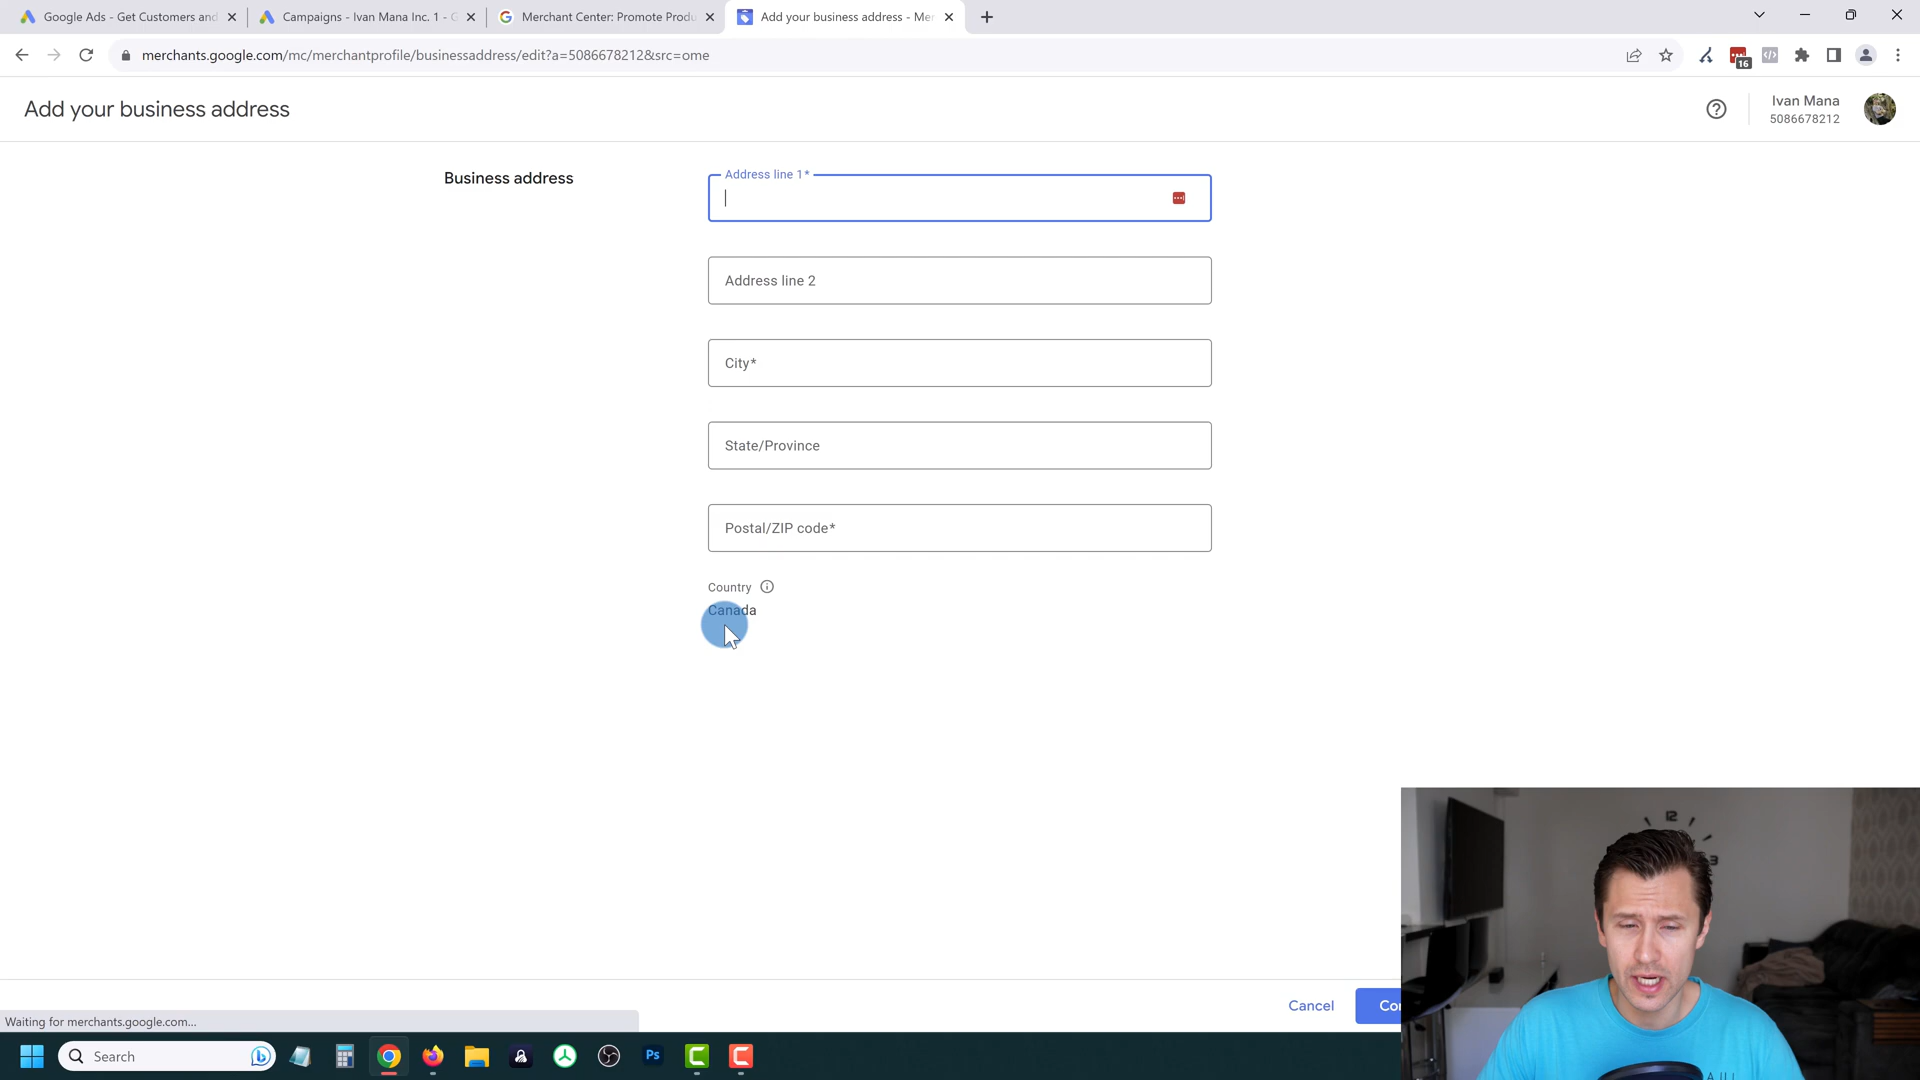 Google Ads - Get Customers and
Campaigns - Ivan Mana Inc. 1 - G
Merchant Center: Promote Produ
Add your business address - Mer
merchants.google.com/mc/merchantprofile/businessaddress/edit?a=5086678212&src=ome
16
Add your business address
Ivan Mana
5086678212
Business address
Address line 1*
Address line 2
City*
State/Province
Postal/ZIP code*
Country
Canada
Cancel
Con
Waiting for merchants.google.com...
Search
Ps